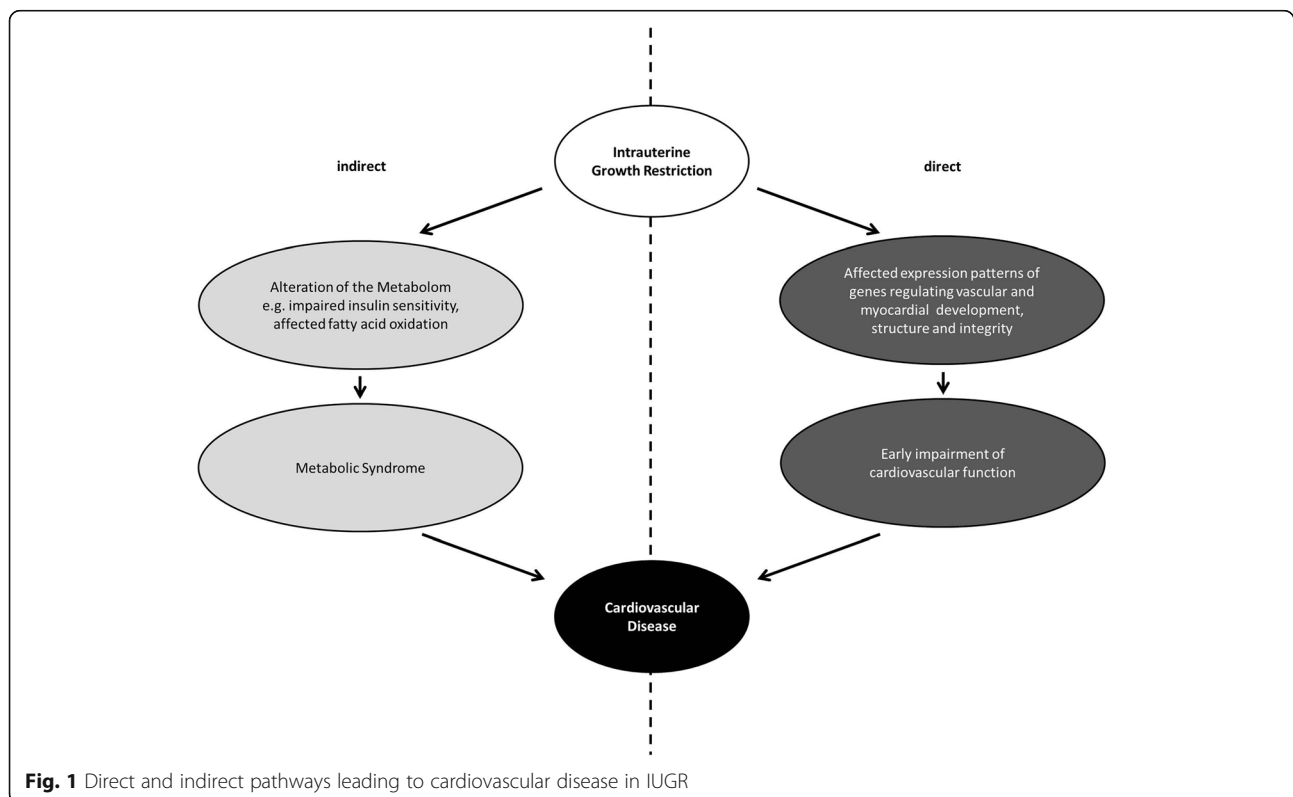 Intrauterine
Growth Restriction
indirect
direct
Alteration of the Metabolom
e.g. impaired insulin sensitivity,
affected fatty acid oxidation
Affected expression patterns of
genes regulating vascular and
myocardial development,
structure and integrity
Metabolic Syndrome
Early impairment of
cardiovascular function
Cardiovascular
Disease
Fig. 1 Direct and indirect pathways leading to cardiovascular disease in IUGR